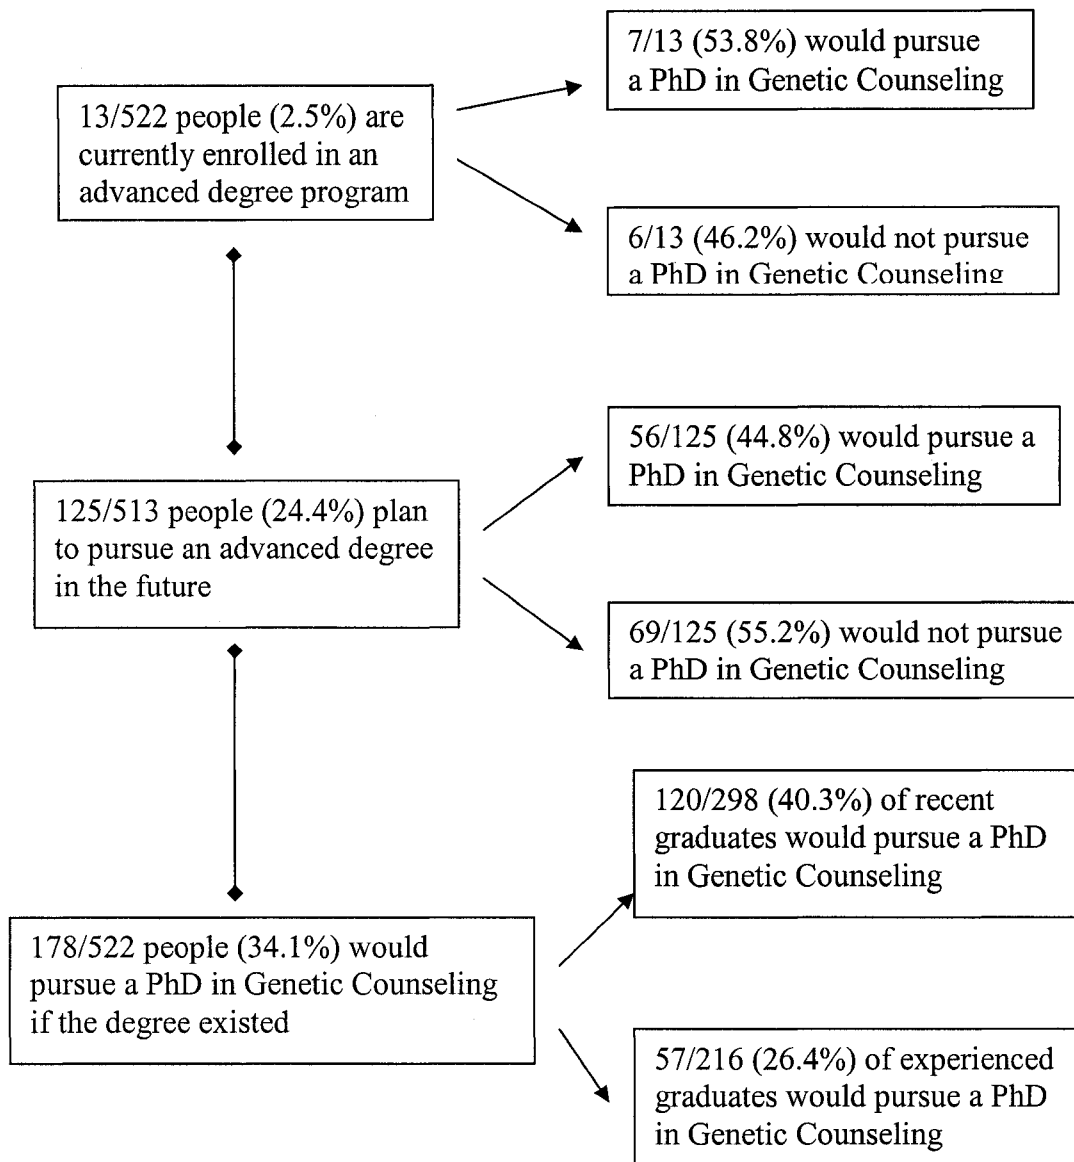 7/13 (53.8%) would pursue
a PhD in Genetic Counseling
13/522 people (2.5%) are
currently enrolled in an
advanced degree program
6/13 (46.2%) would not pursue
a PhD in Genetic Counseling
56/125 (44.8%) would pursue a
PhD in Genetic Counseling
125/513 people (24.4%) plan
to pursue an advanced degree
in the future
69/125 (55.2%) would not pursue
a PhD in Genetic Counseling
120/298 (40.3%) of recent
graduates would pursue a PhD
in Genetic Counseling
178/522 people (34.1%) would
pursue a PhD in Genetic Counseling
if the degree existed
57/216 (26.4%) of experienced
graduates would pursue a PhD
in Genetic Counseling